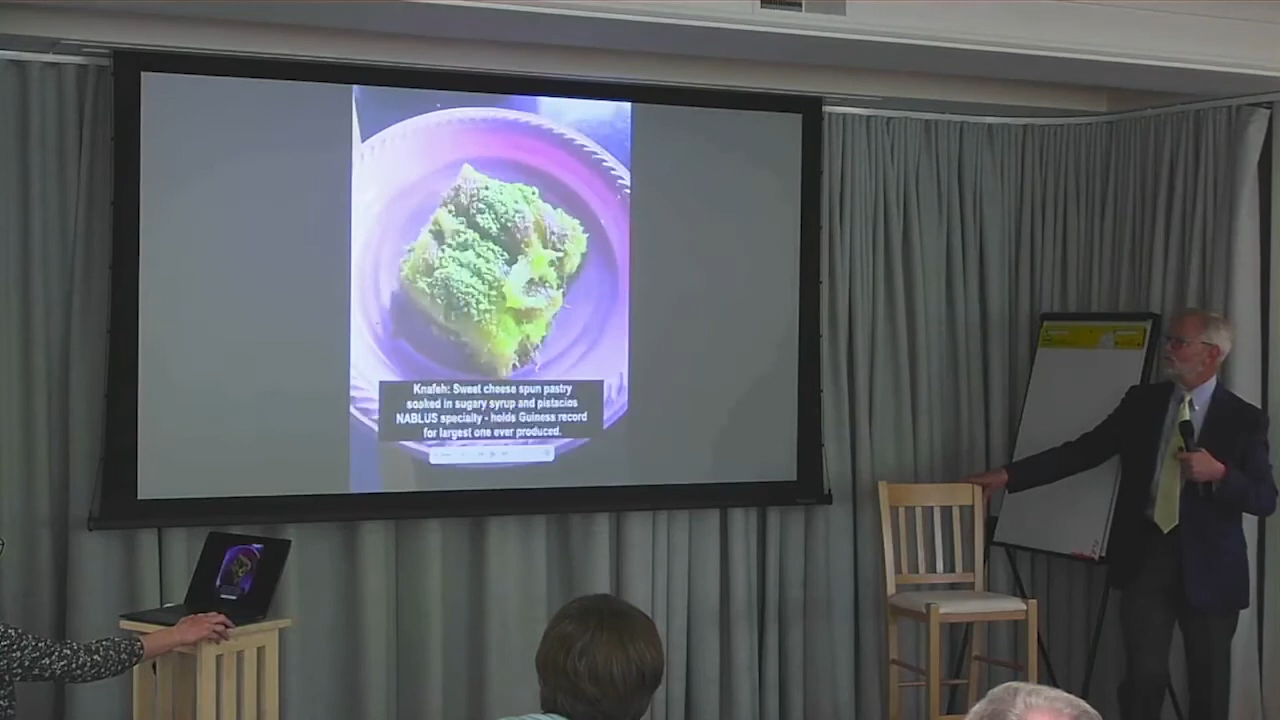 Knafeh: Sweet cheese spun pastry
soaked in sugary syrup and pistacios
NABLUS specialty - holds Guiness record
for largest one ever produced.